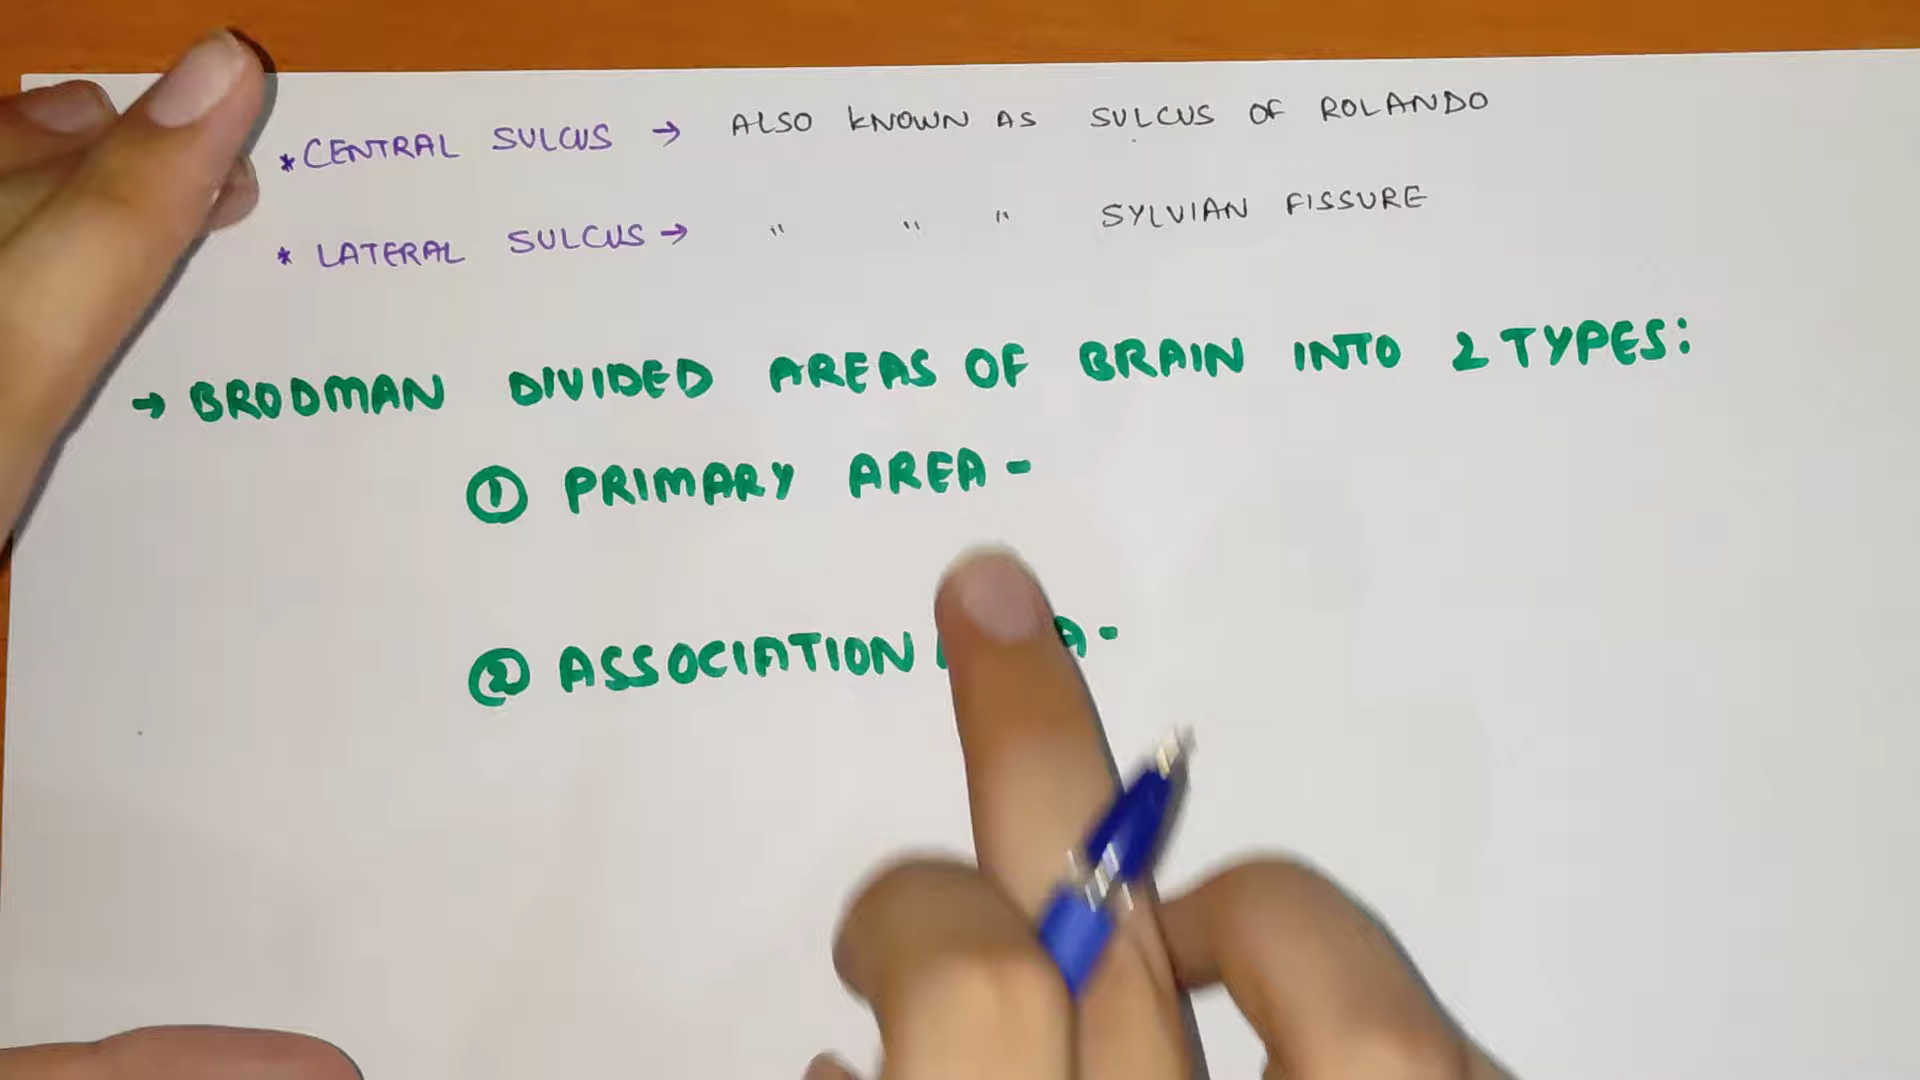 * CENTRAL SULCUS → ALSO KNOWN AS SULCUS OF ROLANDO
* LATERAL SULCUS → " " " SYLVIAN FISSURE
→ BRODMAN DIVIDED AREAS OF BRAIN INTO 2 TYPES:
① PRIMARY AREA -
② ASSOCIATION -